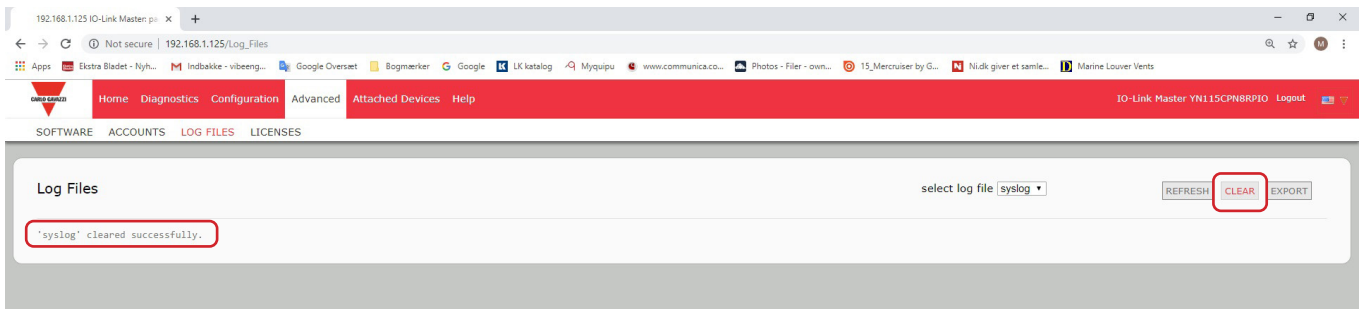 192.168.1.125 IO-Link Master: pa
Not secure | 192.168.1.125/Log_Files
Apps Ekstra Bladet - Nyh... Indbakke - vibeeng... Google Oversæt Bogmærker Google LK katalog Myquipu www.communica.co... Photos - Filer - own... 15_Mercruiser by G... Ni.dk giver et samle... Marine Louver Vents
CARLO GAVAZZI Home Diagnostics Configuration Advanced Attached Devices Help IO-Link Master YN115CPN8RPIO Logout
SOFTWARE ACCOUNTS LOG FILES LICENSES
Log Files select log file syslog REFRESH CLEAR EXPORT
'syslog' cleared successfully.